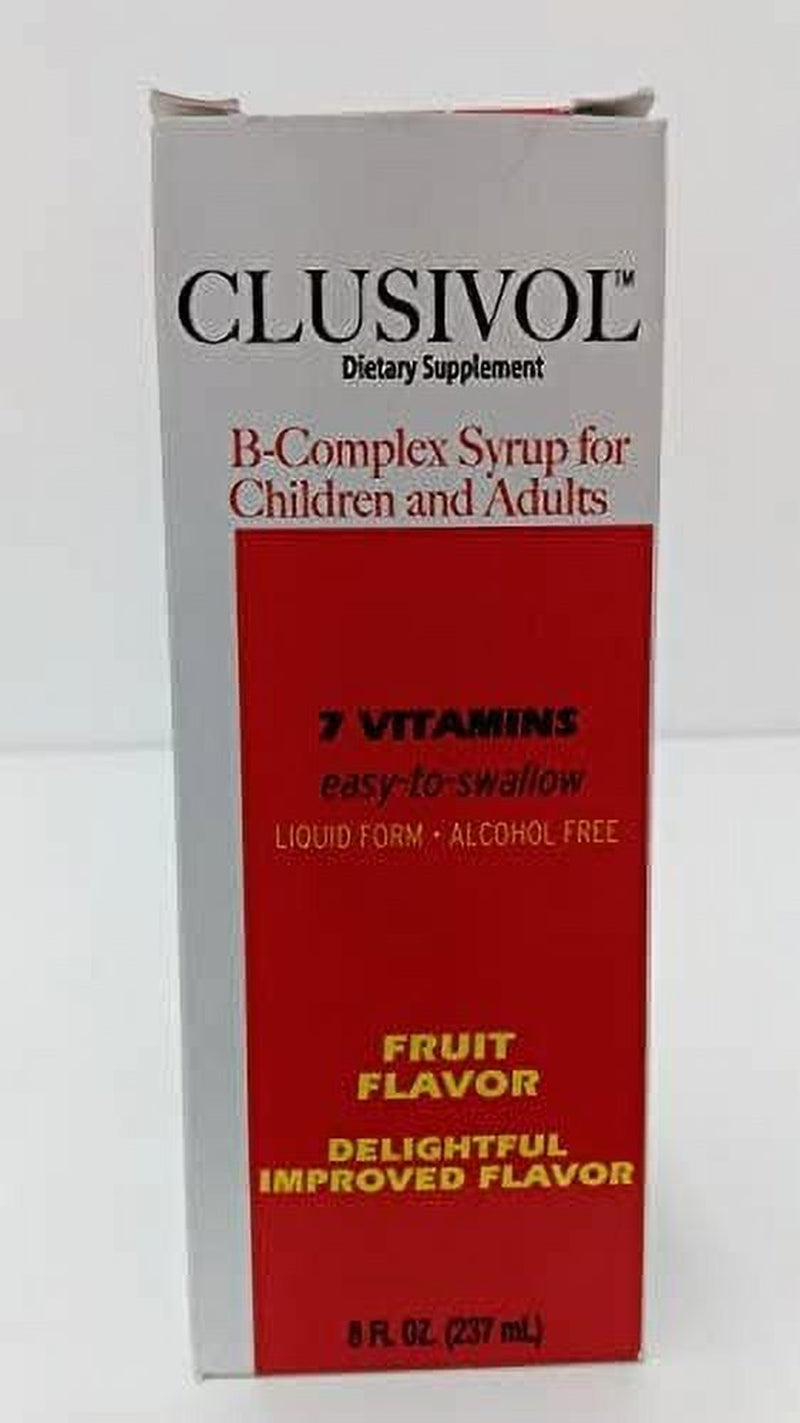 CLUSIVOL™
Dietary Supplement
B-Complex Syrup for
Children and Adults
7 VITAMINS
easy-to-swallow
LIQUID FORM • ALCOHOL FREE
FRUIT
FLAVOR
DELIGHTFUL
IMPROVED FLAVOR
8 FL. OZ. (237 mL)